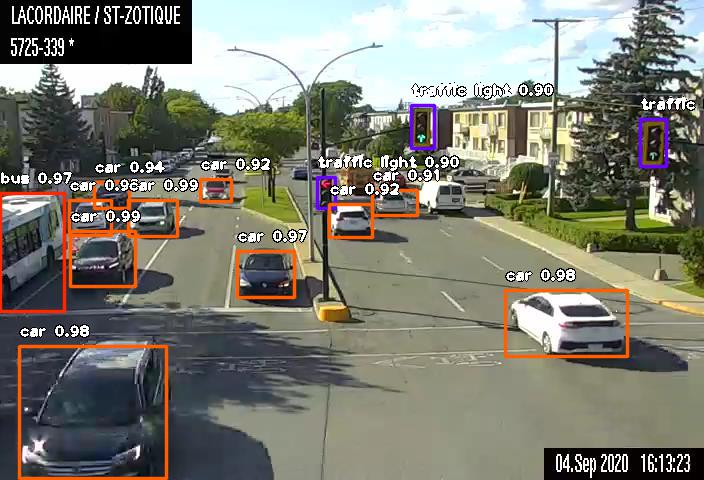 LACORDAIRE / ST-ZOTIQUE
5725-339 *
traffic light 0.90
traffic
car 0.94
car 0.92
traffic light 0.90
bus 0.97
car 0.99
car 0.92
car 0.91
car 0.99
car 0.97
car 0.98
car 0.98
04.Sep 2020 16:13:23